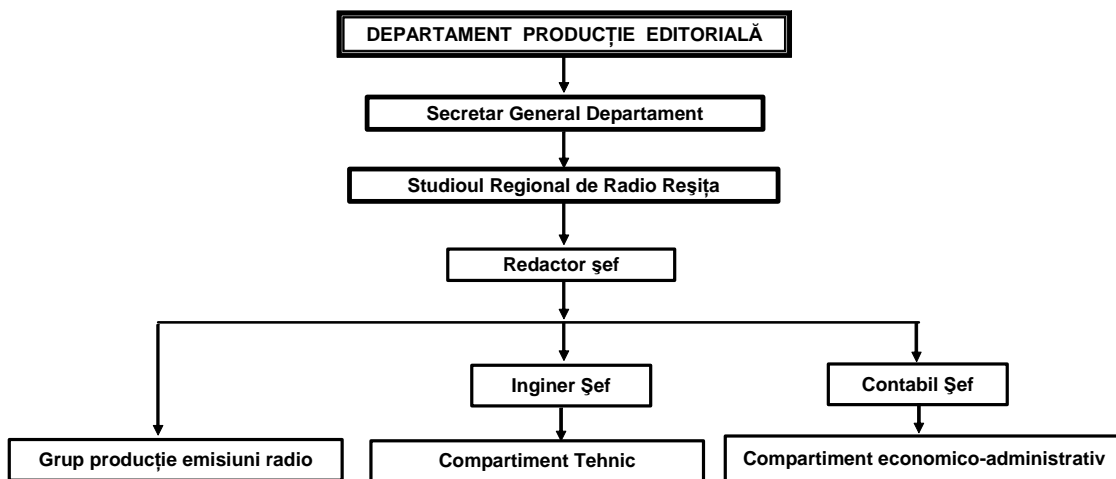 DEPARTAMENT PRODUCȚIE EDITORIALĂ
Secretar General Departament
Studioul Regional de Radio Reşița
Redactor şef
Inginer Şef
Contabil Şef
Grup producție emisiuni radio
Compartiment Tehnic
Compartiment economico-administrativ